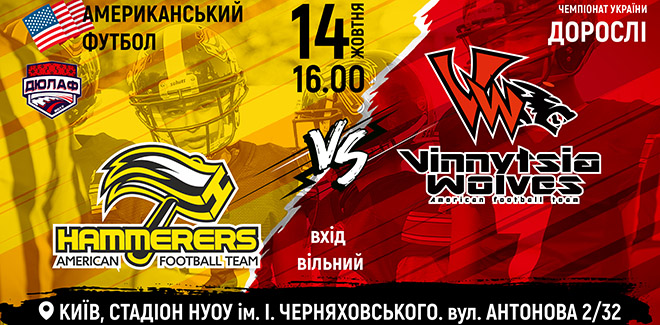 АМЕРИКАНСЬКИЙ
ФУТБОЛ
ДЮЛАФ
14 ЖОВТНЯ
16.00
ЧЕМПІОНАТ УКРАЇНИ
ДОРОСЛІ
VS
HAMMERERS
AMERICAN FOOTBALL TEAM
VW
Vinnytsia
Wolves
American football team
вхід
вільний
КИЇВ, СТАДІОН НУОУ ім. І. ЧЕРНЯХОВСЬКОГО. вул. АНТОНОВА 2/32